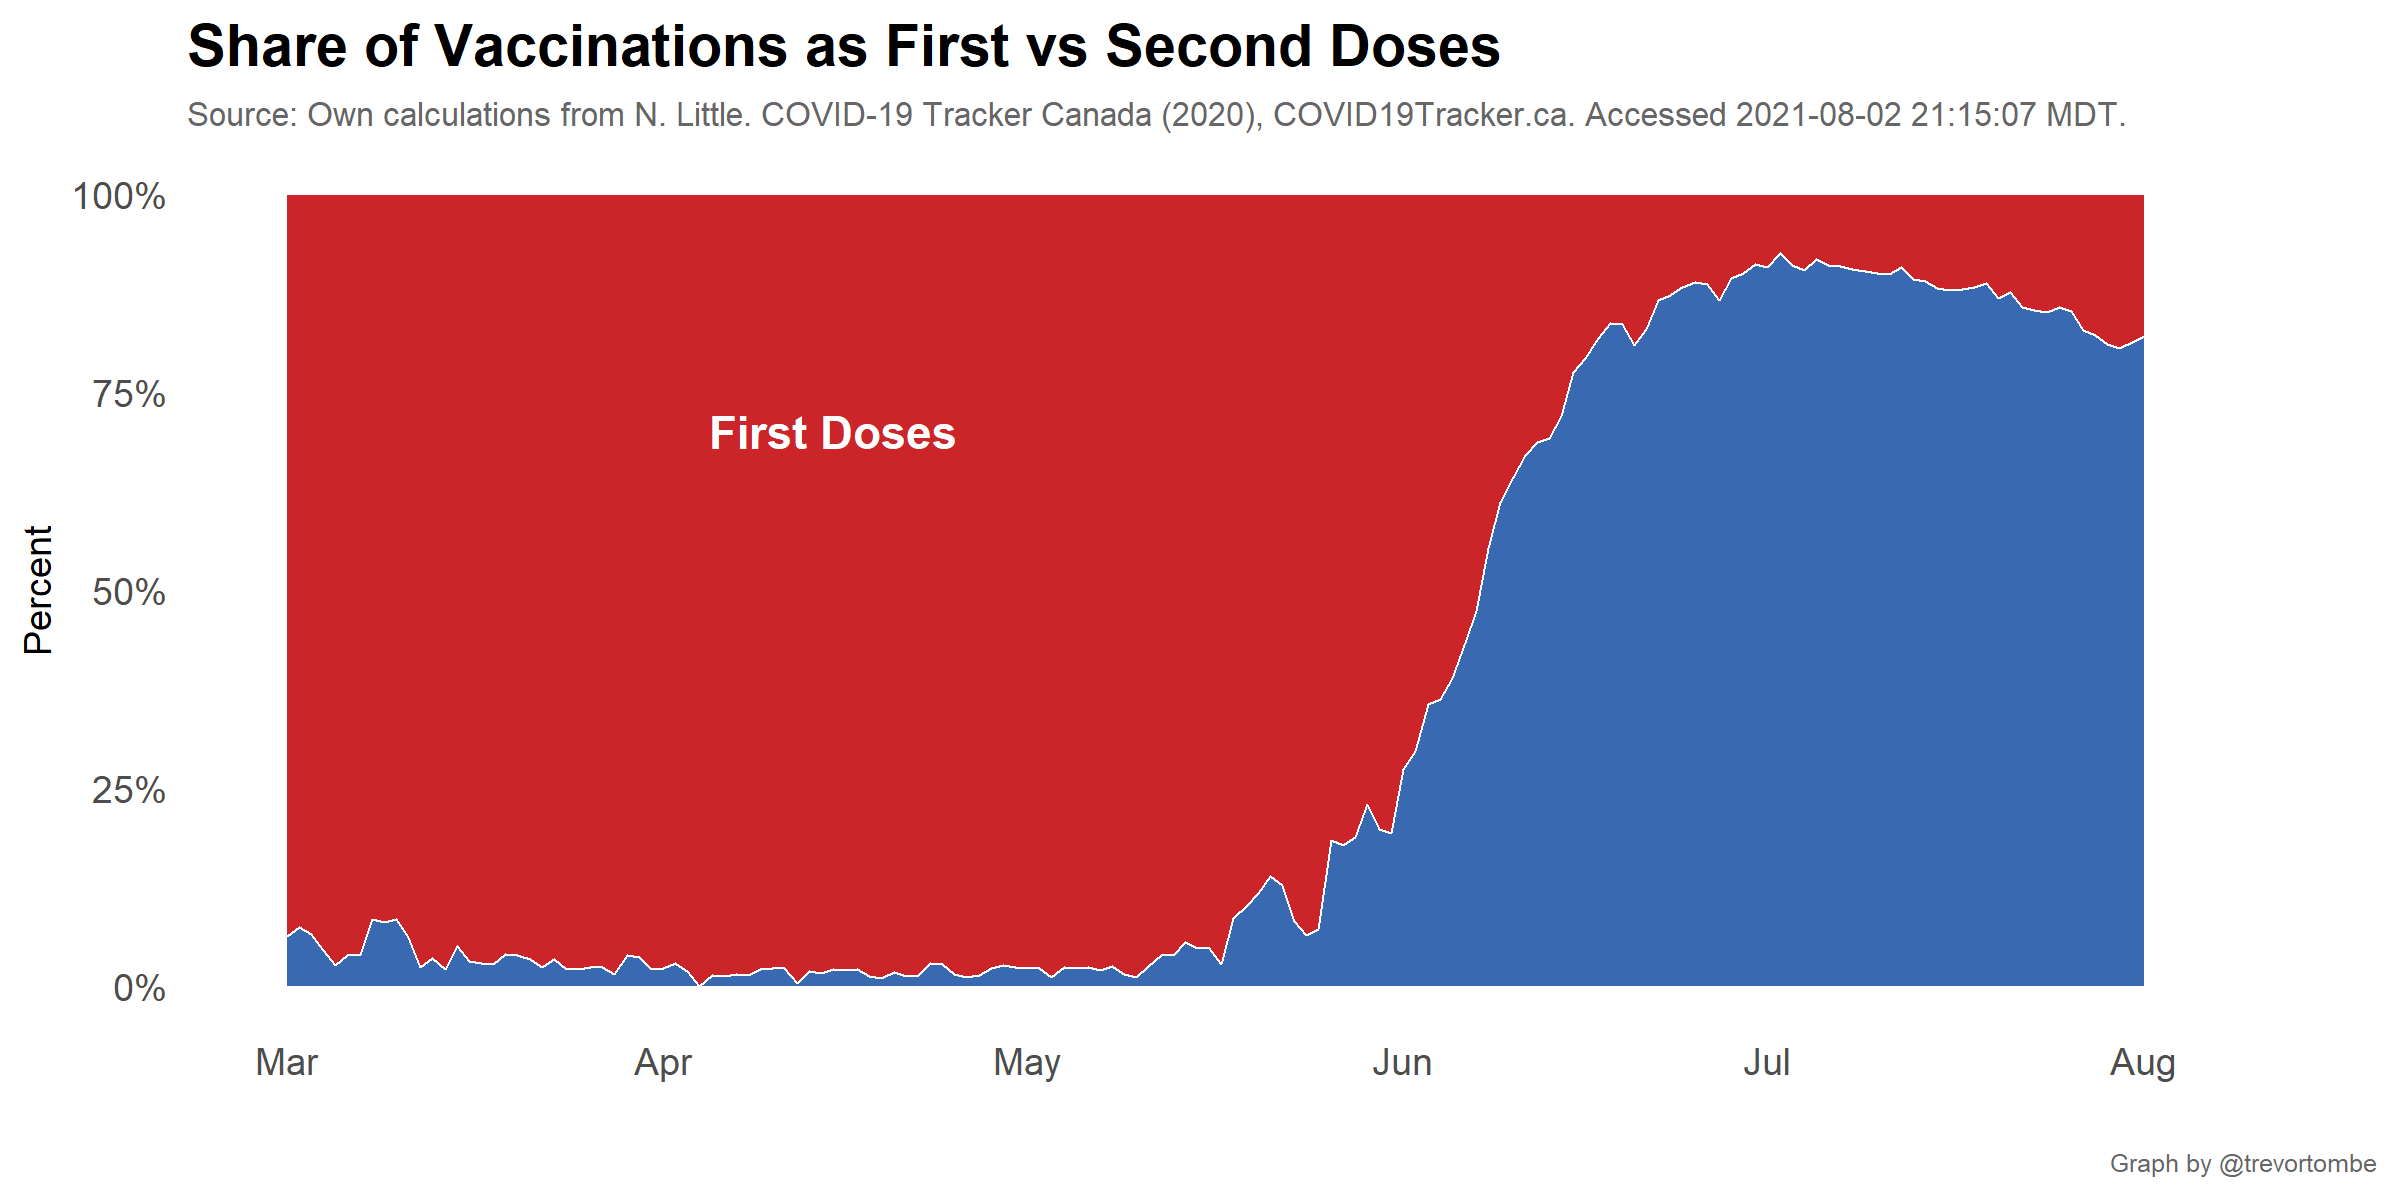 Share of Vaccinations as First vs Second Doses
Source: Own calculations from N. Little. COVID-19 Tracker Canada (2020), COVID19Tracker.ca. Accessed 2021-08-02 21:15:07 MDT.
100%
75%
50%
25%
0%
Percent
First Doses
Mar
Apr
May
Jun
Jul
Aug
Graph by @trevortombe